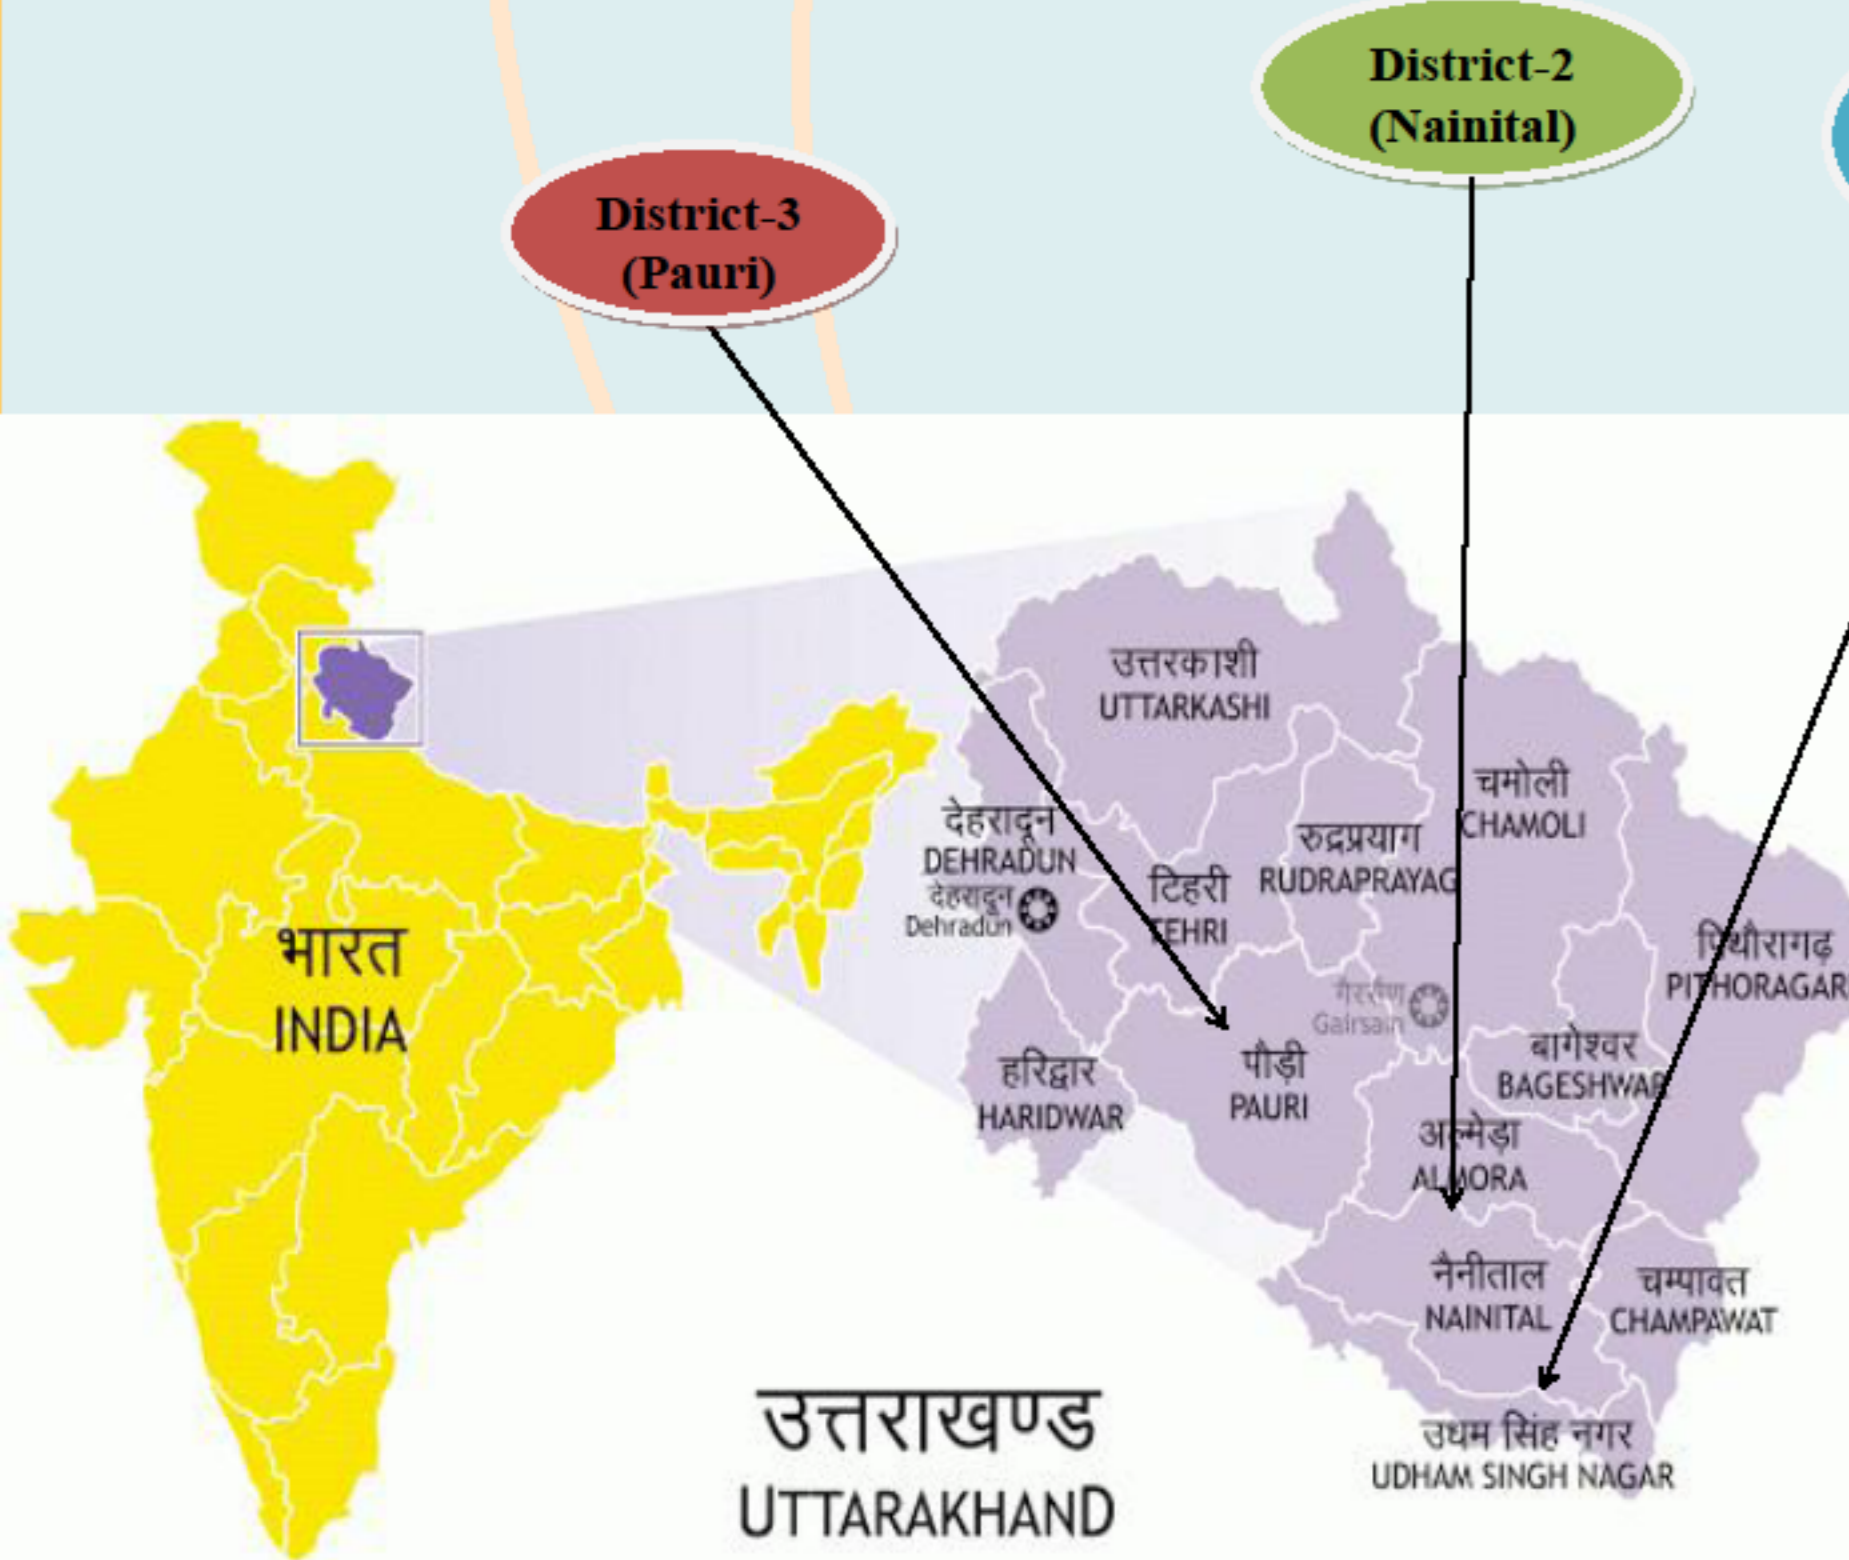 District-2
(Nainital)
District-3
(Pauri)
उत्तरकाशी
UTTARKASHI
चमोली
CHAMOLI
देहरादून
DEHRADUN
देहरादून
Dehradun
टिहरी
TEHRI
रुद्रप्रयाग
RUDRAPRAYAG
पिथौरागढ़
PITHORAGAR
भारत
INDIA
गैरसैण
Gairsain
हरिद्वार
HARIDWAR
पौड़ी
PAURI
बागेश्वर
BAGESHWAR
अल्मोड़ा
ALMORA
नैनीताल
NAINITAL
चम्पावत
CHAMPAWAT
उधम सिंह नगर
UDHAM SINGH NAGAR
उत्तराखण्ड
UTTARAKHAND